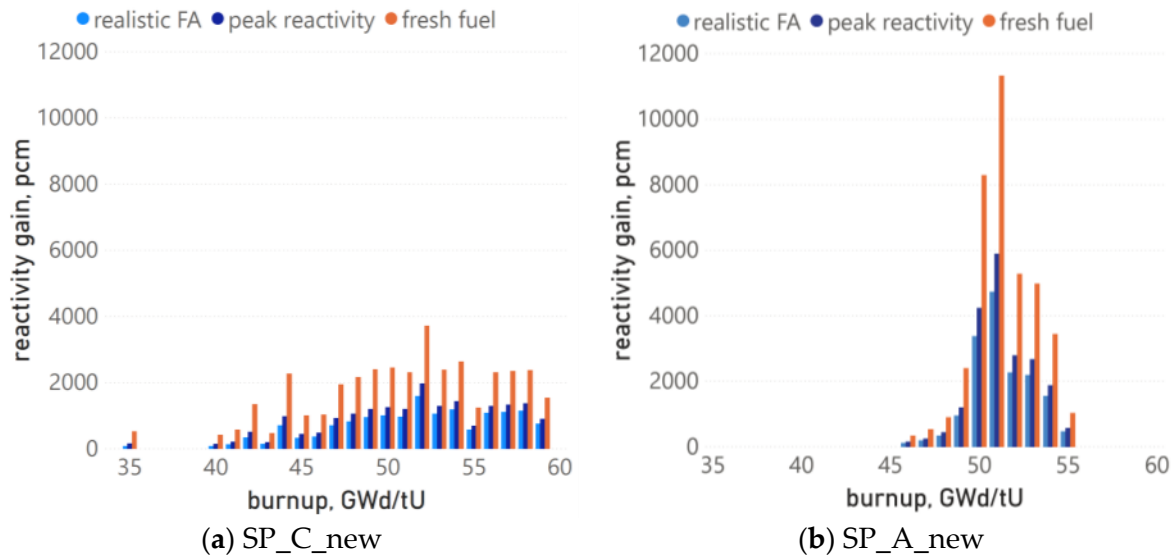 realistic FA peak reactivity fresh fuel
12000
10000
8000
6000
4000
2000
0
reactivity gain, pcm
35 40 45 50 55 60
burnup, GWd/tU
(a) SP_C_new
realistic FA peak reactivity fresh fuel
12000
10000
8000
6000
4000
2000
0
reactivity gain, pcm
35 40 45 50 55 60
burnup, GWd/tU
(b) SP_A_new